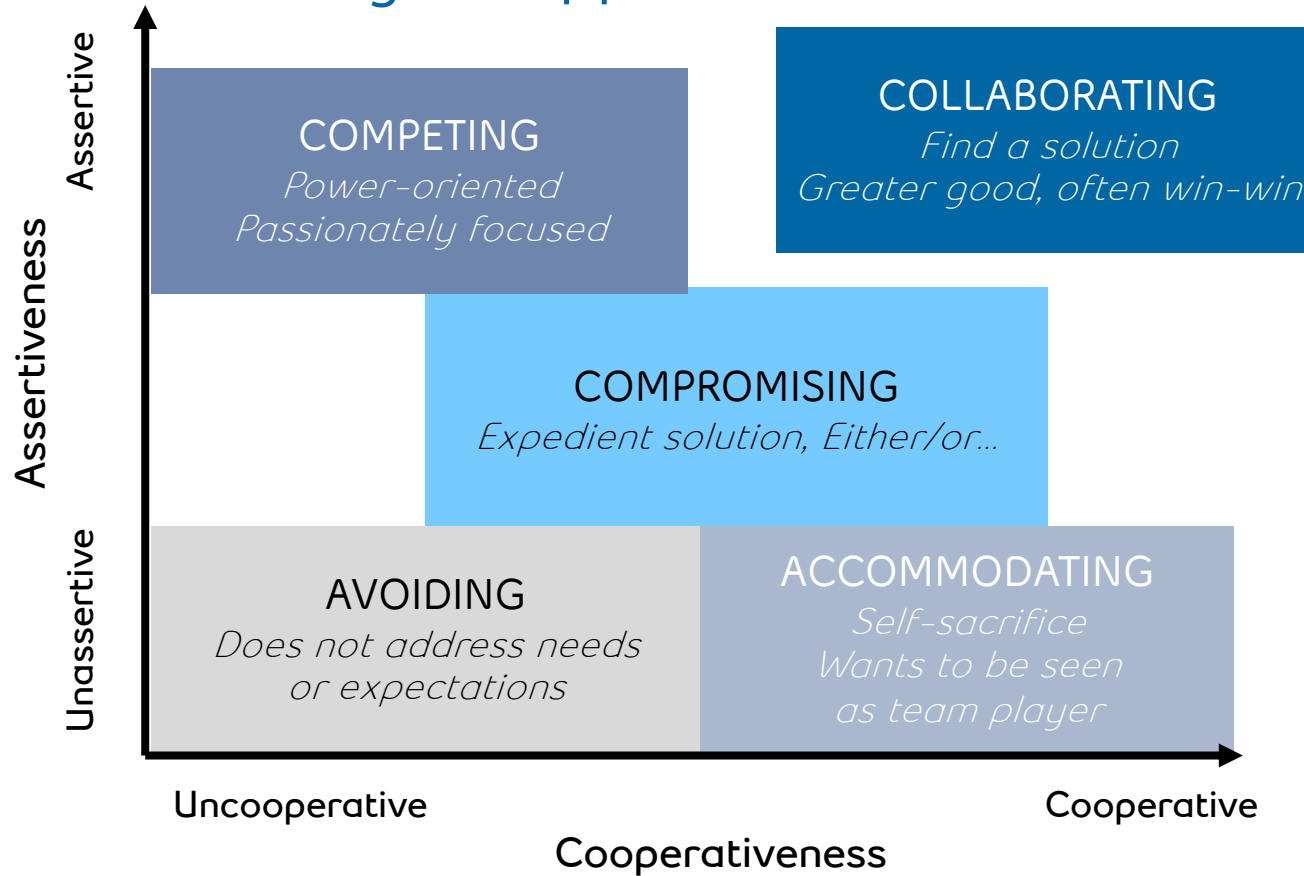 Assertiveness
Assertive
Unassertive
COMPETING
Power-oriented
Passionately focused
COLLABORATING
Find a solution
Greater good, often win-win
COMPROMISING
Expedient solution, Either/or...
AVOIDING
Does not address needs
or expectations
ACCOMMODATING
Self-sacrifice
Wants to be seen
as team player
Uncooperative
Cooperative
Cooperativeness